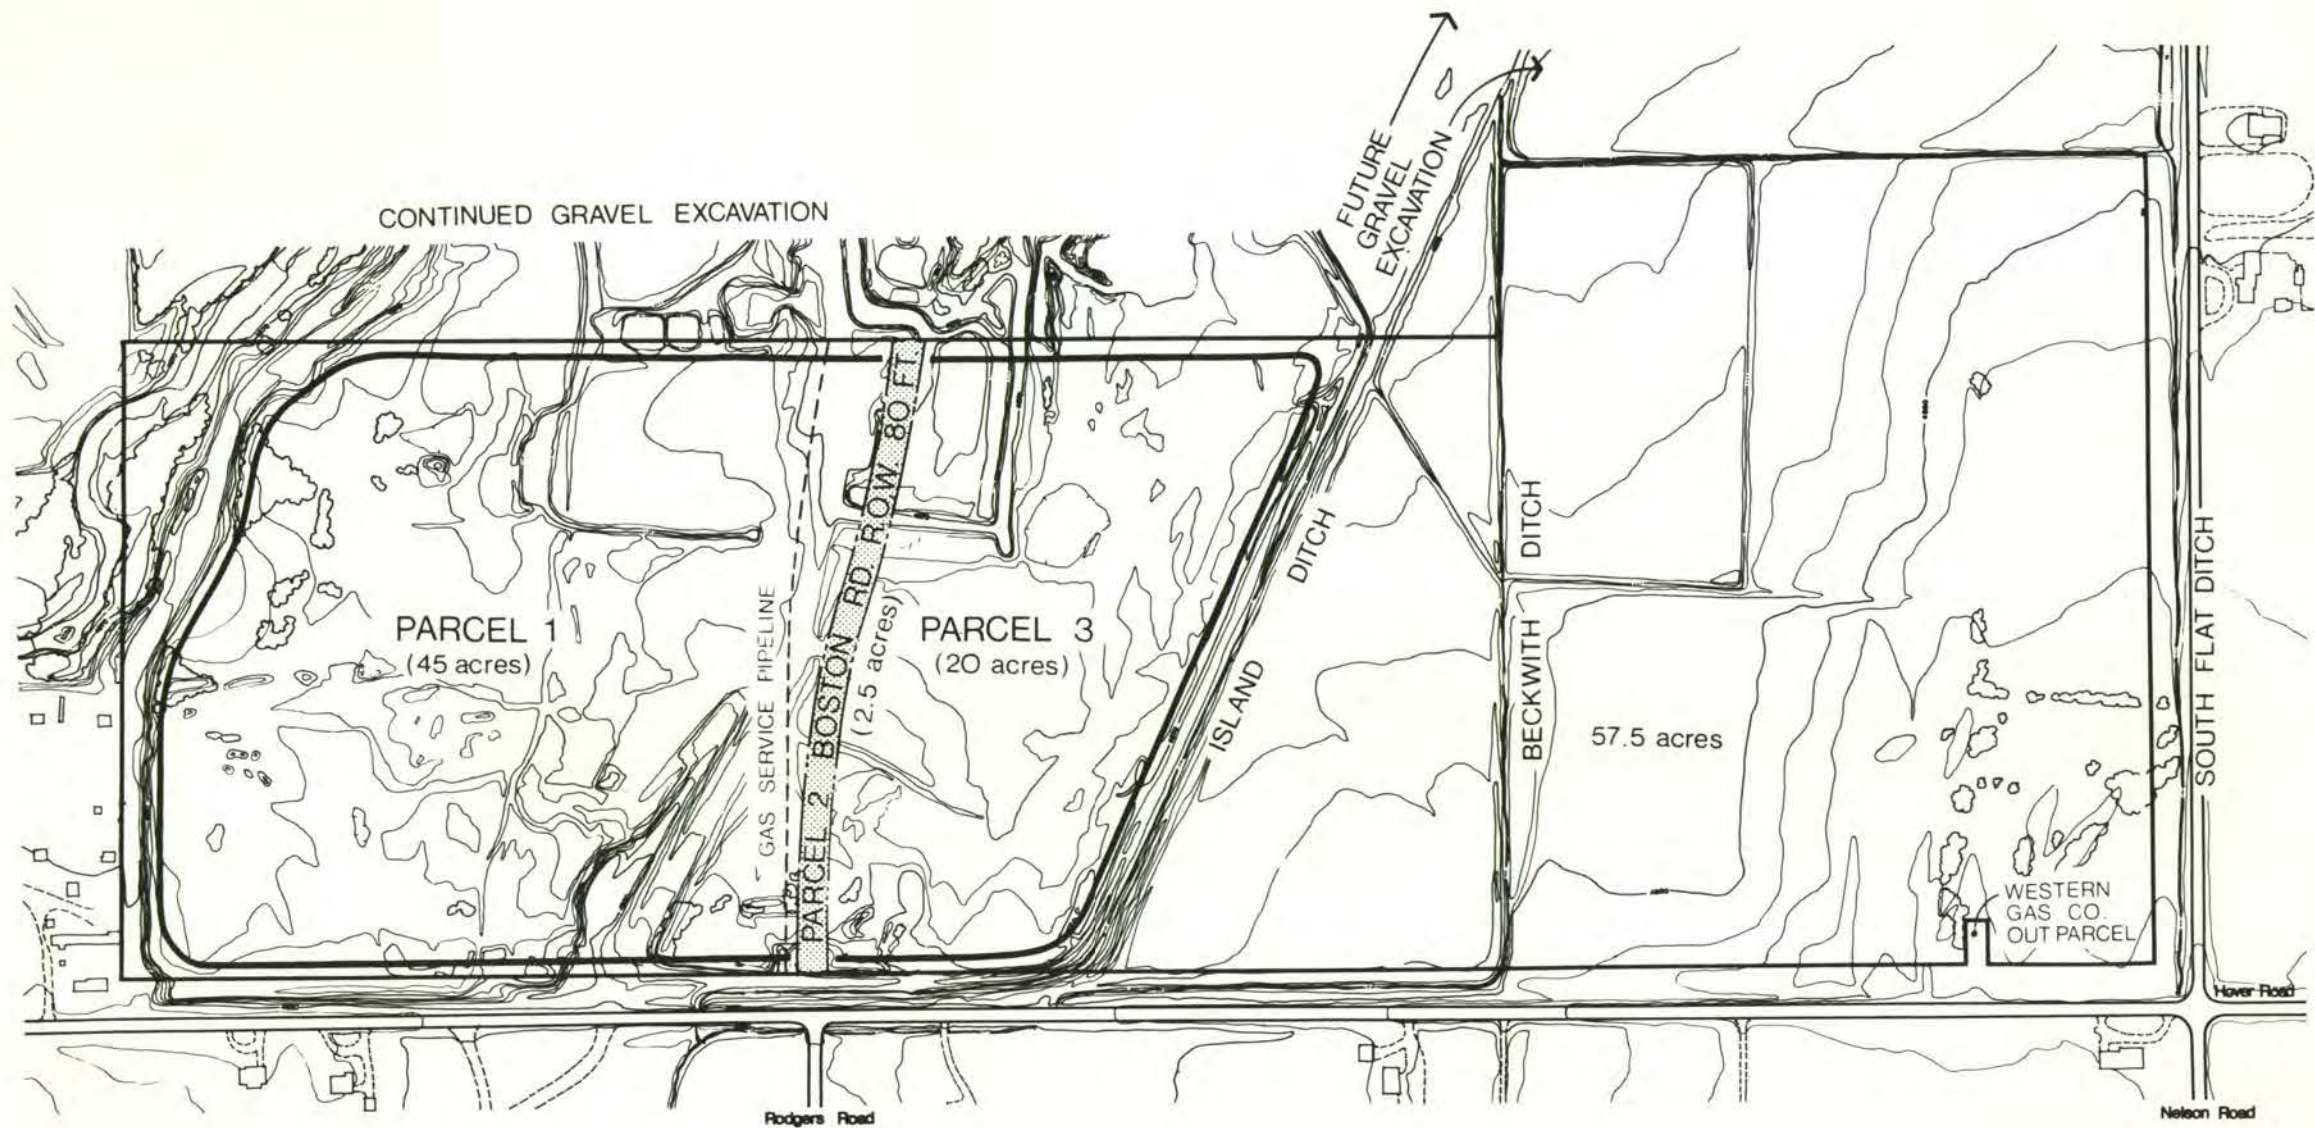 FUTURE
GRAVEL
EXCAVATION
CONTINUED GRAVEL EXCAVATION
PARCEL 1
(45 acres)
GAS SERVICE PIPELINE
PARCEL 2 BOSTON RD. R.O.W. 80 FT.
(2.5 acres)
PARCEL 3
(20 acres)
ISLAND DITCH
BECKWITH DITCH
57.5 acres
SOUTH FLAT DITCH
WESTERN
GAS CO.
OUT PARCEL
Hover Road
Rodgers Road
Nelson Road